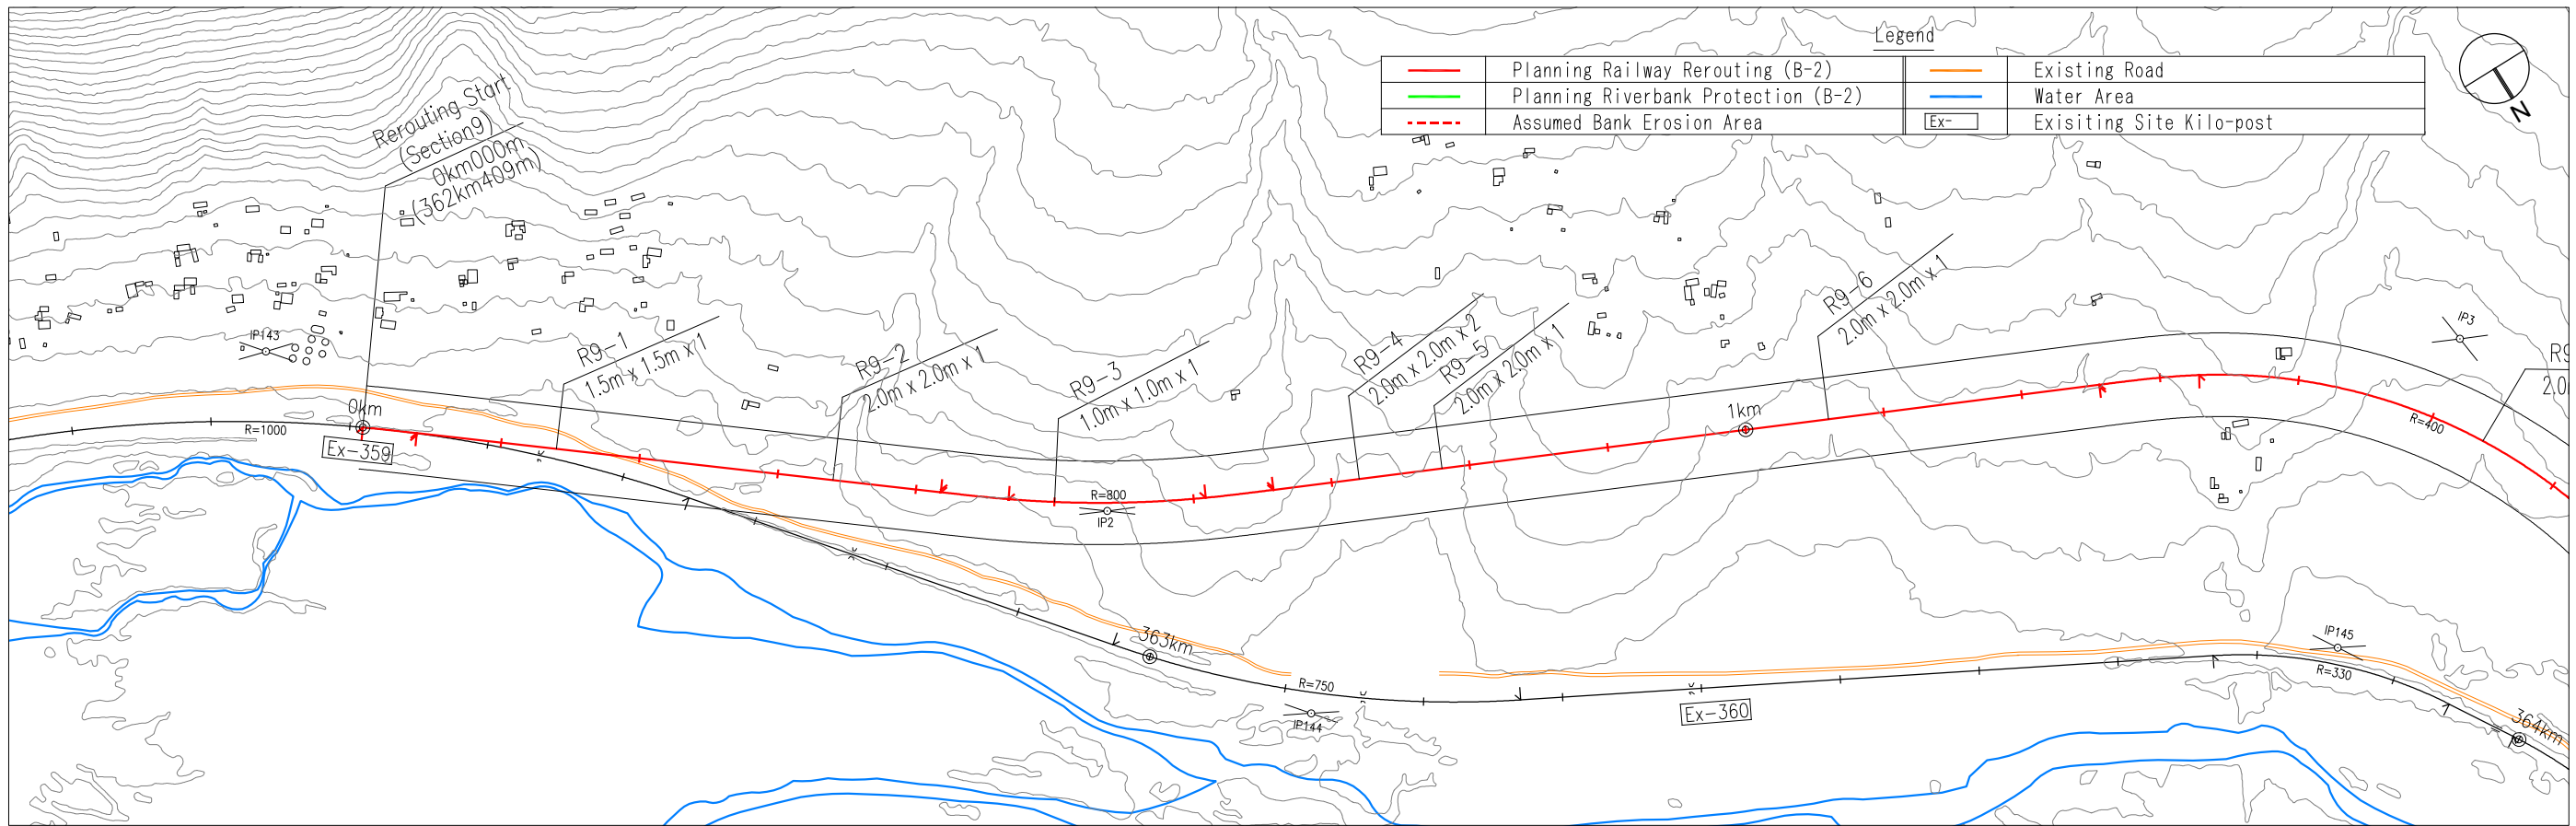 Legend
Planning Railway Rerouting (B-2)
Existing Road
Planning Riverbank Protection (B-2)
Water Area
Assumed Bank Erosion Area
Ex-
Exisiting Site Kilo-post
N
Rerouting Start
(Section9)
0km000m
(362km409m)
IP143
R=1000
0km
Ex-359
R9-1
1.5m x 1.5m x 1
R9-2
2.0m x 2.0m x 1
R9-3
1.0m x 1.0m x 1
R=800
IP2
R9-4
2.0m x 2.0m x 2
R9-5
2.0m x 2.0m x 1
1km
R9-6
2.0m x 2.0m x 1
IP3
R9
2.0
R=400
363km
R=750
IP144
Ex-360
IP145
R=330
364km